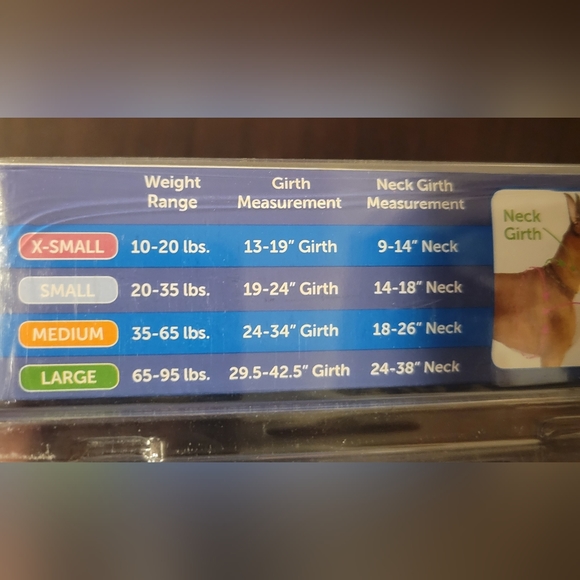 Weight Range Girth Measurement Neck Girth Measurement
X-SMALL 10-20 lbs. 13-19" Girth 9-14" Neck
SMALL 20-35 lbs. 19-24" Girth 14-18" Neck
MEDIUM 35-65 lbs. 24-34" Girth 18-26" Neck
LARGE 65-95 lbs. 29.5-42.5" Girth 24-38" Neck
Neck
Girth